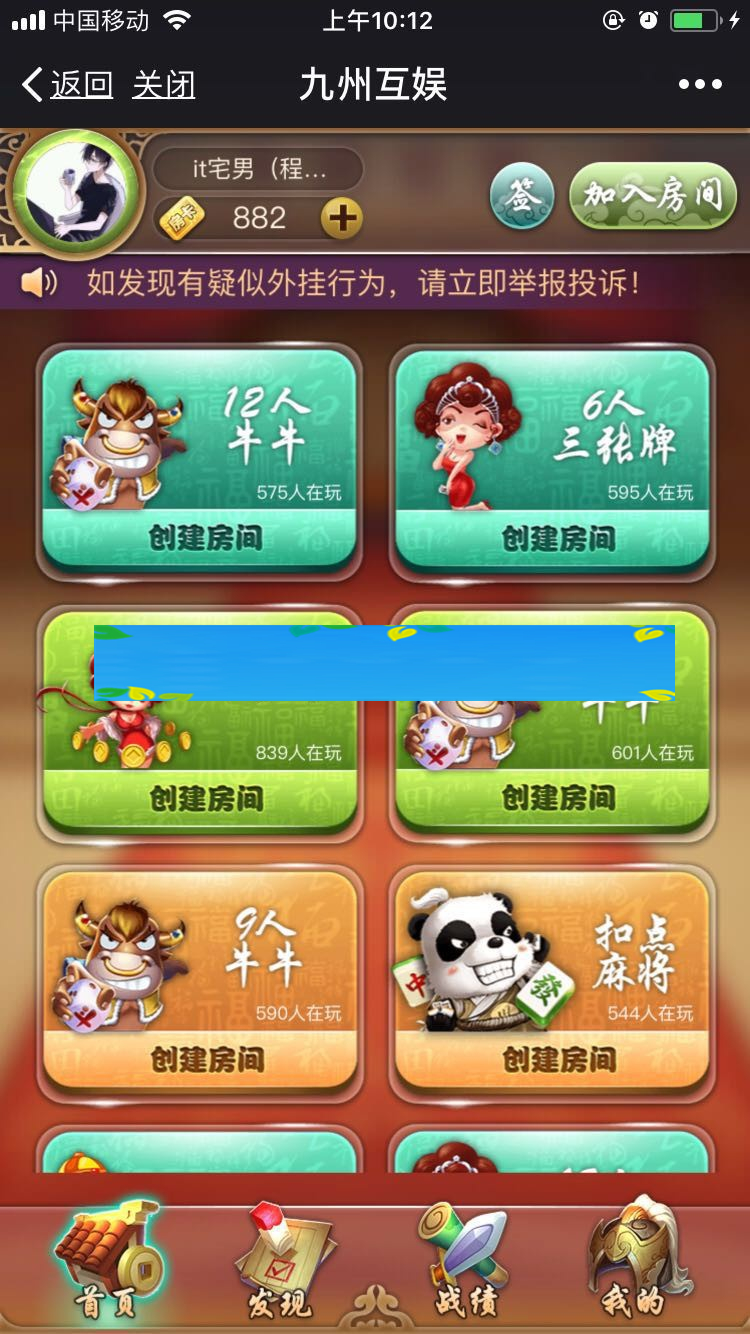 中国移动
上午10:12
返回 关闭
九州互娱
it宅男（程...
房卡
882
签
加入房间
如发现有疑似外挂行为，请立即举报投诉！
12人
牛牛
575人在玩
创建房间
6人
三张牌
595人在玩
创建房间
839人在玩
创建房间
牛牛
601人在玩
创建房间
9人
牛牛
590人在玩
创建房间
中
發
扣点
麻将
544人在玩
创建房间
首页
发现
战绩
我的